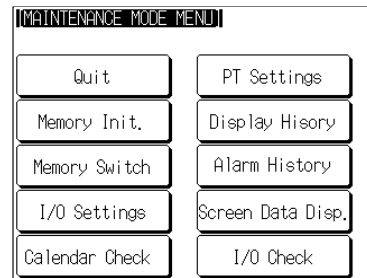 [MAINTENANCE MODE MENU]
Quit
PT Settings
Memory Init.
Display Hisory
Memory Switch
Alarm History
I/O Settings
Screen Data Disp.
Calendar Check
I/O Check